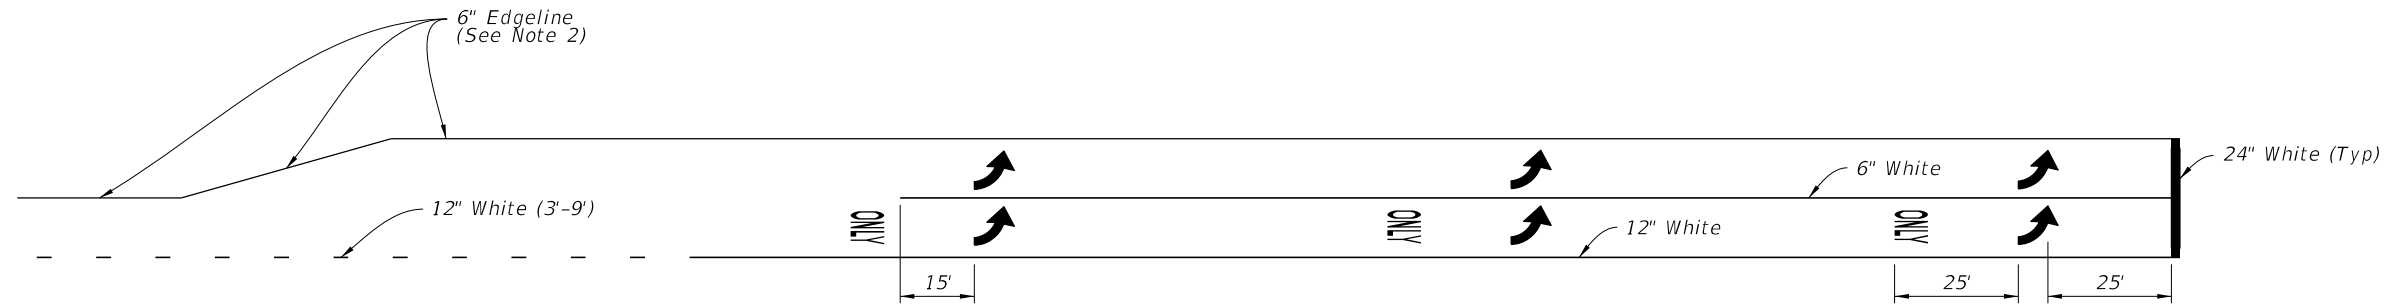 6" Edgeline
(See Note 2)
24" White (Typ)
6" White
12" White (3'-9')
ONLY
ONLY
ONLY
12" White
15'
25'
25'